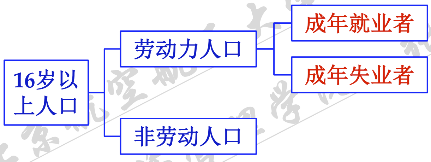 16岁以
上人口
劳动力人口
非劳动人口
成年就业者
成年失业者